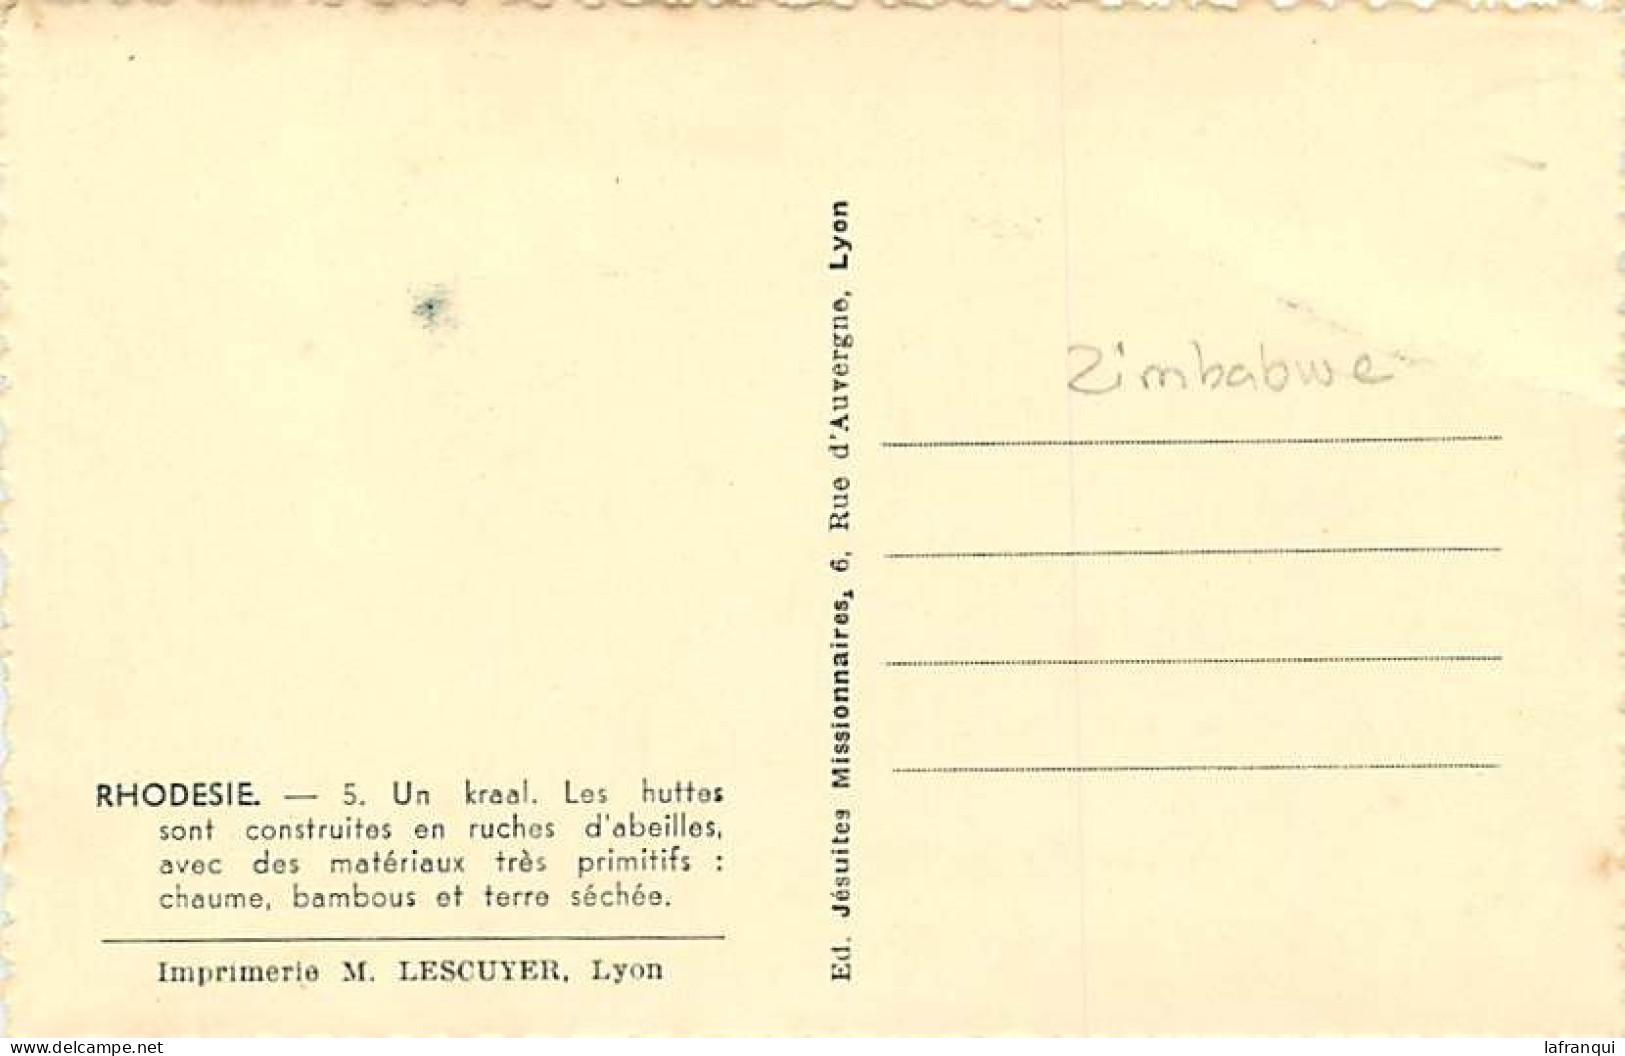 RHODESIE. — 5. Un kraal. Les huttes
sont construites en ruches d'abeilles,
avec des matériaux très primitifs :
chaume, bambous et terre séchée.
Imprimerie M. LESCUYER, Lyon
Ed. Jésuites Missionnaires, 6, Rue d'Auvergne, Lyon
Zimbabwe
www.delcampe.net
lafranqui